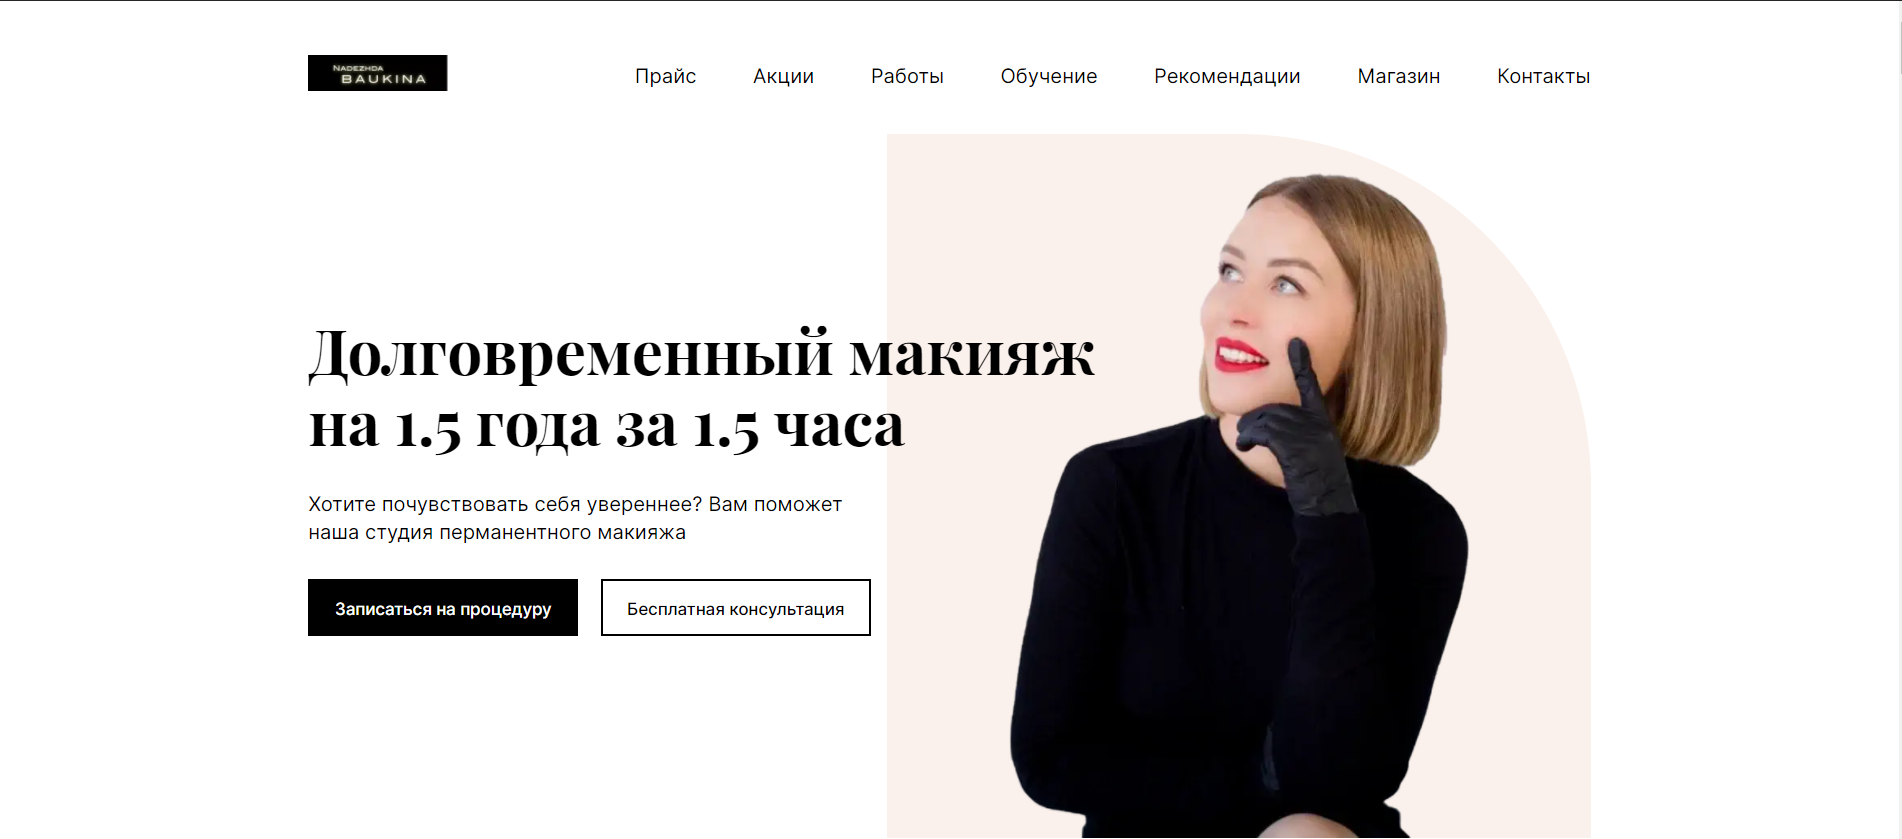 NADEZHDA
BAUKINA
Прайс Акции Работы Обучение Рекомендации Магазин Контакты
Долговременный макияж
на 1.5 года за 1.5 часа
Хотите почувствовать себя увереннее? Вам поможет
наша студия перманентного макияжа
Записаться на процедуру
Бесплатная консультация